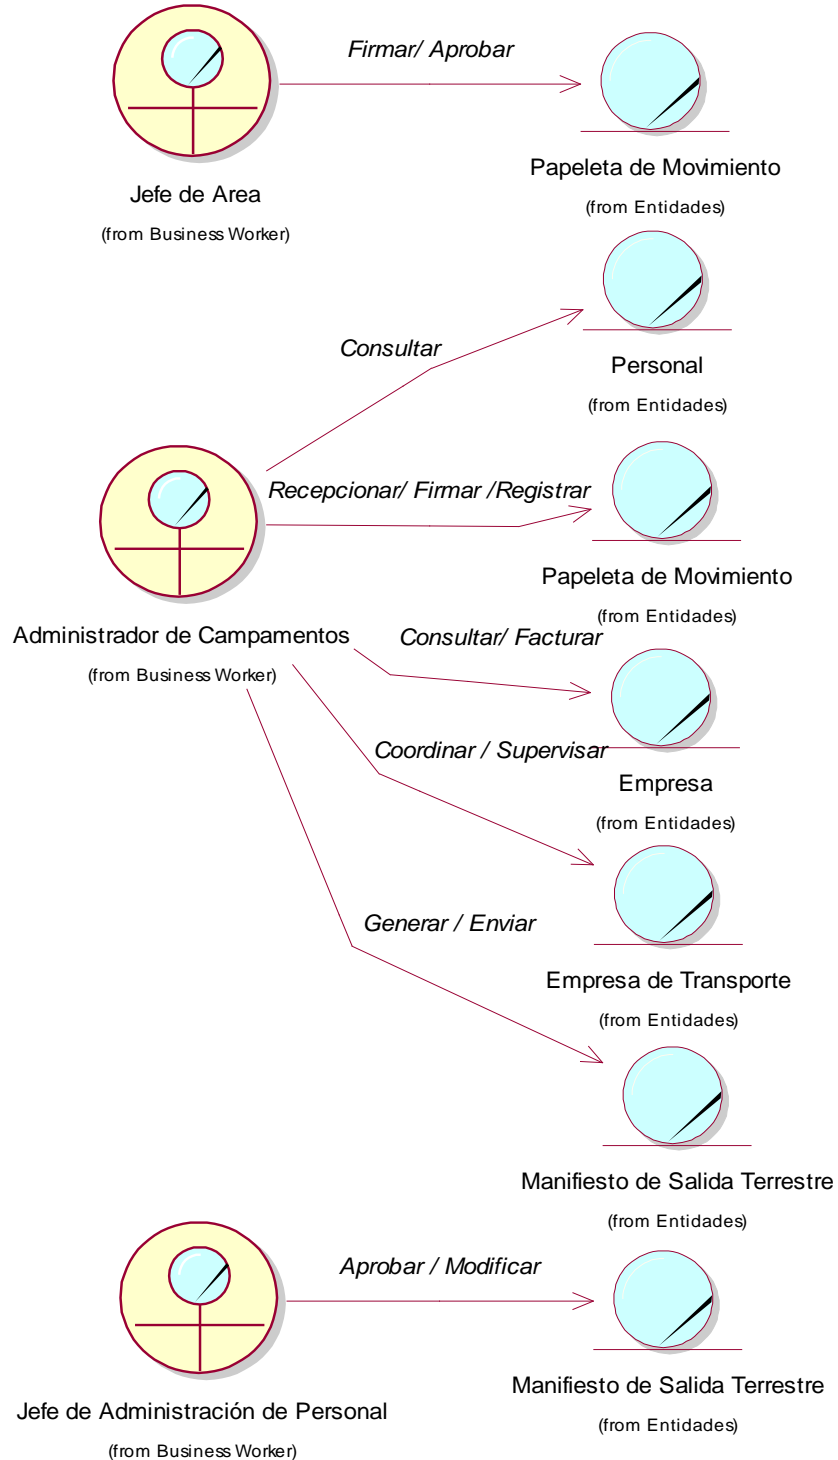 Firmar/ Aprobar
Papeleta de Movimiento
(from Entidades)
Jefe de Area
(from Business Worker)
Consultar
Personal
(from Entidades)
Recepcionar/ Firmar /Registrar
Papeleta de Movimiento
(from Entidades)
Administrador de Campamentos
(from Business Worker)
Consultar/ Facturar
Empresa
(from Entidades)
Coordinar / Supervisar
Empresa de Transporte
(from Entidades)
Generar / Enviar
Manifiesto de Salida Terrestre
(from Entidades)
Aprobar / Modificar
Manifiesto de Salida Terrestre
(from Entidades)
Jefe de Administración de Personal
(from Business Worker)